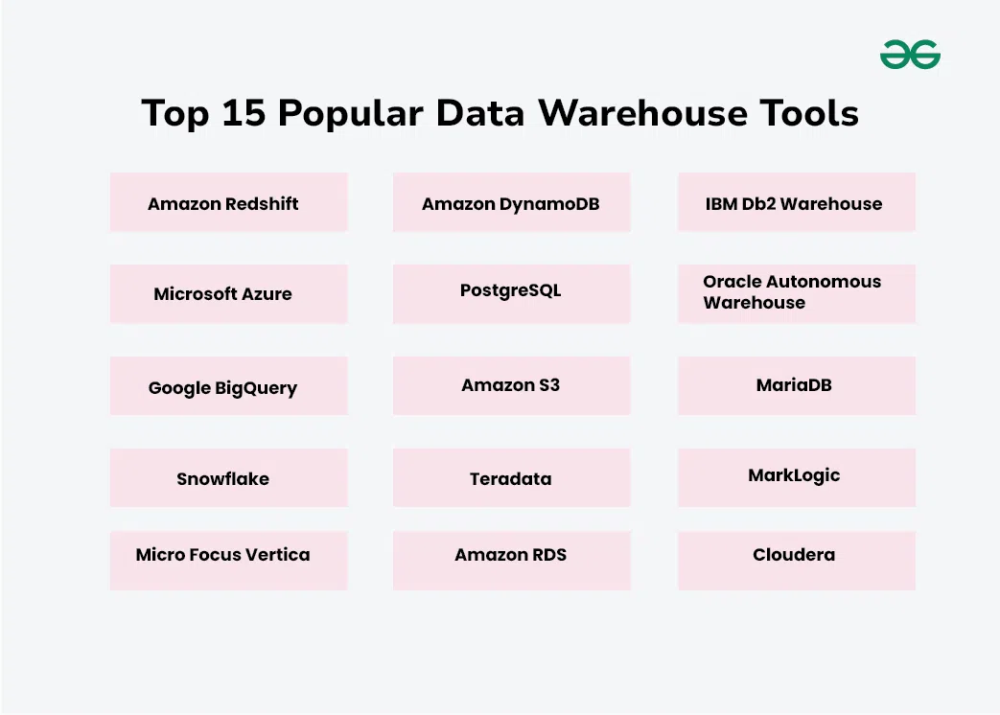 Top 15 Popular Data Warehouse Tools
Amazon Redshift
Amazon DynamoDB
IBM Db2 Warehouse
Microsoft Azure
PostgreSQL
Oracle Autonomous
Warehouse
Google BigQuery
Amazon S3
MariaDB
Snowflake
Teradata
MarkLogic
Micro Focus Vertica
Amazon RDS
Cloudera